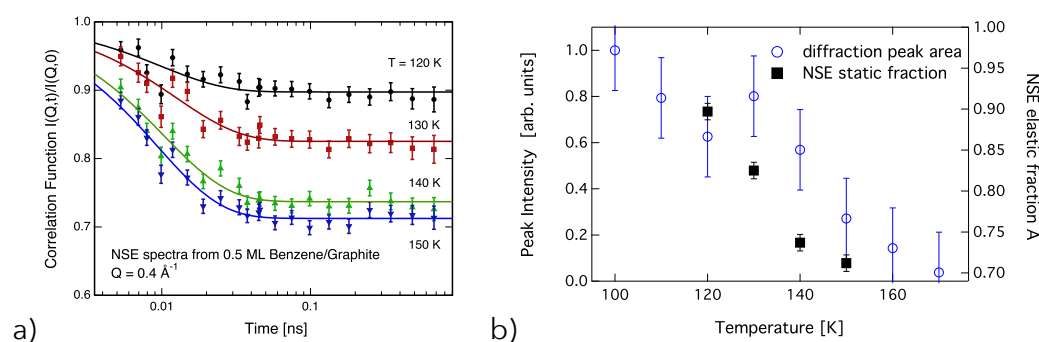 1.0
0.9
0.8
0.7
0.6
Correlation Function I(Q,t)/I(Q,0)
T = 120 K
130 K
140 K
150 K
NSE spectra from 0.5 ML Benzene/Graphite
Q = 0.4 Å⁻¹
0.01
0.1
Time [ns]
a)
1.0
0.8
0.6
0.4
0.2
0.0
Peak Intensity [arb. units]
diffraction peak area
NSE static fraction
1.00
0.95
0.90
0.85
0.80
0.75
0.70
NSE elastic fraction A
100
120
140
160
Temperature [K]
b)